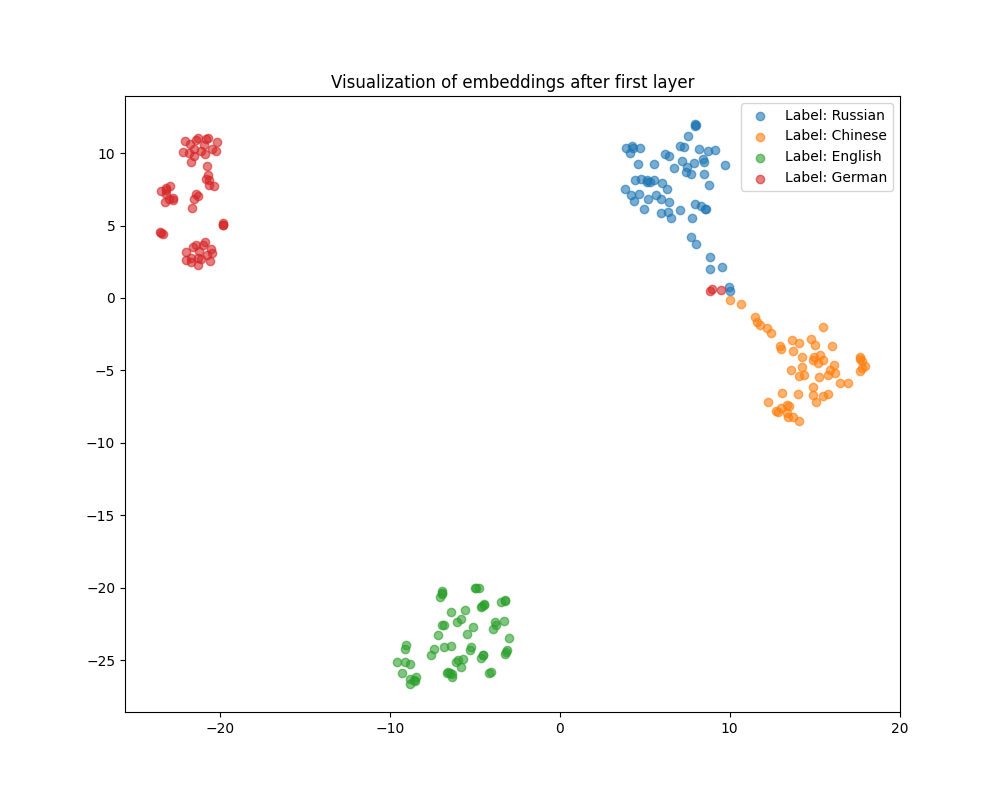 Visualization of embeddings after first layer
Label: Russian
Label: Chinese
Label: English
Label: German
10
5
0
−5
−10
−15
−20
−25
−20
−10
0
10
20